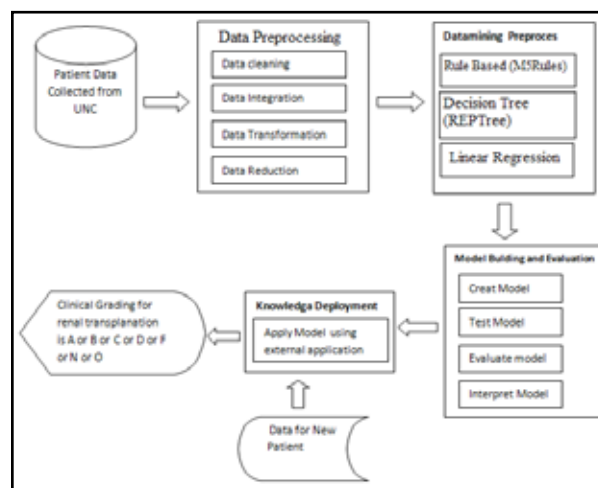 Patient Data
Collected from
UNC
Data Preprocessing
Data cleaning
Data Integration
Data Transformation
Data Reduction
Datamining Preproces
Rule Based (M5Rules)
Decision Tree
(REPTree)
Linear Regression
Model Bulding and Evaluation
Creat Model
Test Model
Evaluate model
Interpret Model
Knowledga Deployment
Apply Model using
external application
Clinical Grading for
renal transplanation
is A or B or C or D or F
or N or O
Data for New
Patient